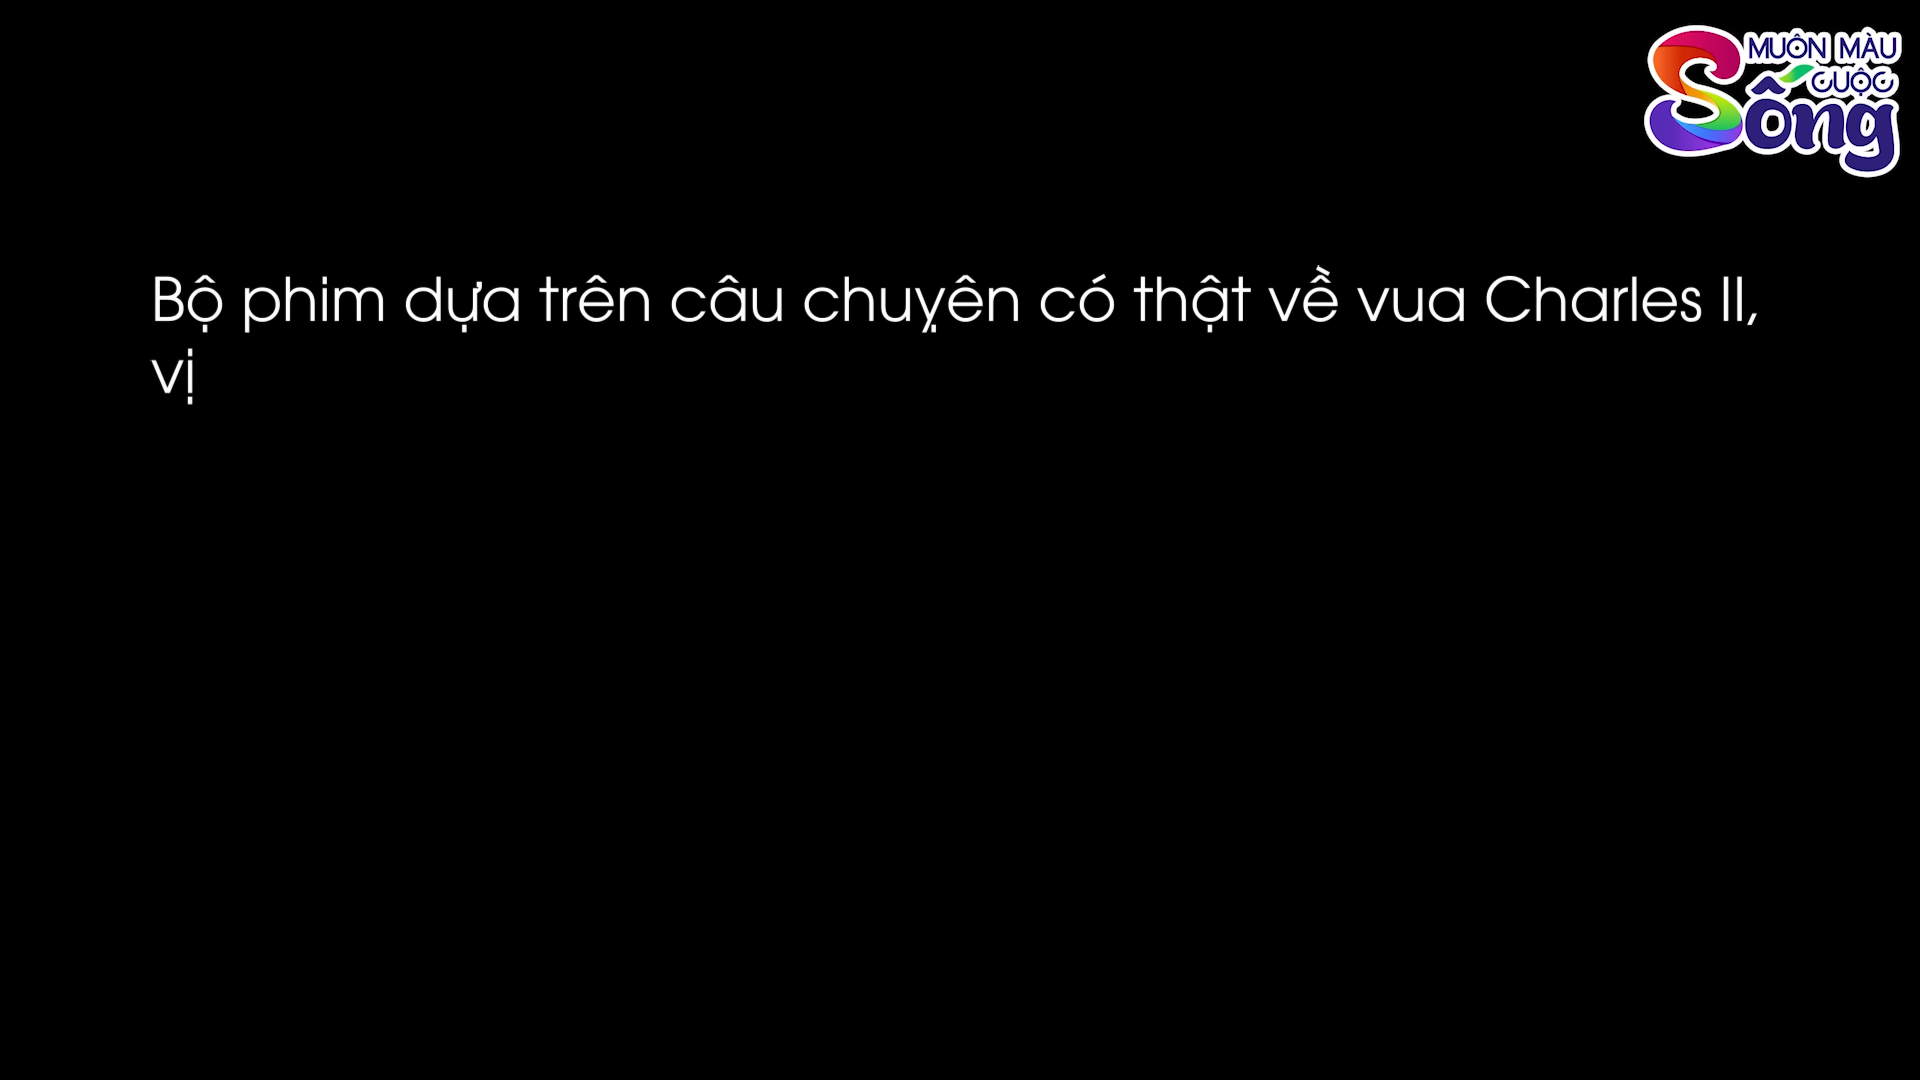 MUÔN MÀU
CUỘC
Sống
Bộ phim dựa trên câu chuyện có thật về vua Charles II,
vị